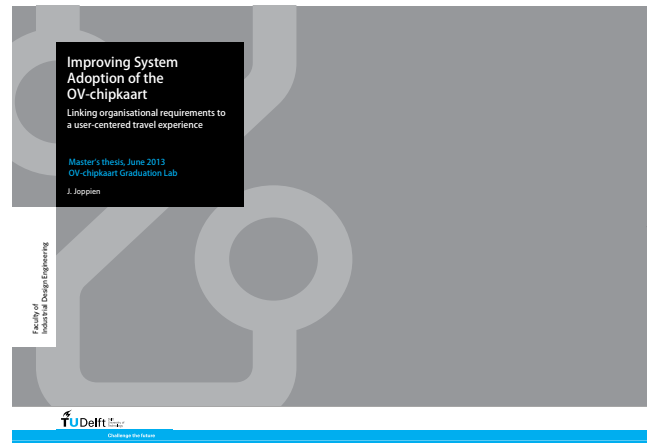 Improving System
Adoption of the
OV-chipkaart
Linking organisational requirements to
a user-centered travel experience
Master's thesis, June 2013
OV-chipkaart Graduation Lab
J. Joppien
Faculty of
Industrial Design Engineering
TUDelft
Challenge the future